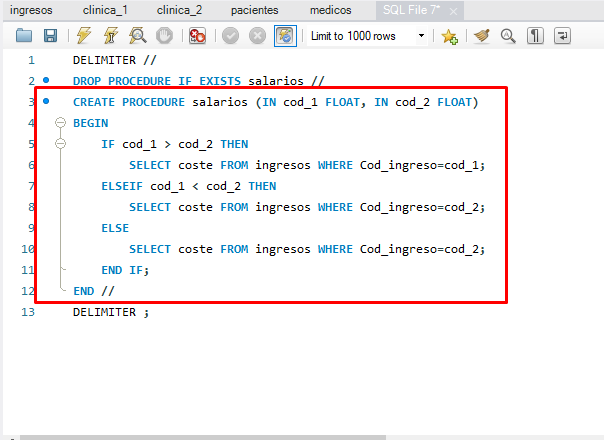 ingresos clinica_1 clinica_2 pacientes medicos SQL File 7*
Limit to 1000 rows
1 DELIMITER //
2 DROP PROCEDURE IF EXISTS salarios //
3 CREATE PROCEDURE salarios (IN cod_1 FLOAT, IN cod_2 FLOAT)
4 BEGIN
5 IF cod_1 > cod_2 THEN
6 SELECT coste FROM ingresos WHERE Cod_ingreso=cod_1;
7 ELSEIF cod_1 < cod_2 THEN
8 SELECT coste FROM ingresos WHERE Cod_ingreso=cod_2;
9 ELSE
10 SELECT coste FROM ingresos WHERE Cod_ingreso=cod_2;
11 END IF;
12 END //
13 DELIMITER ;